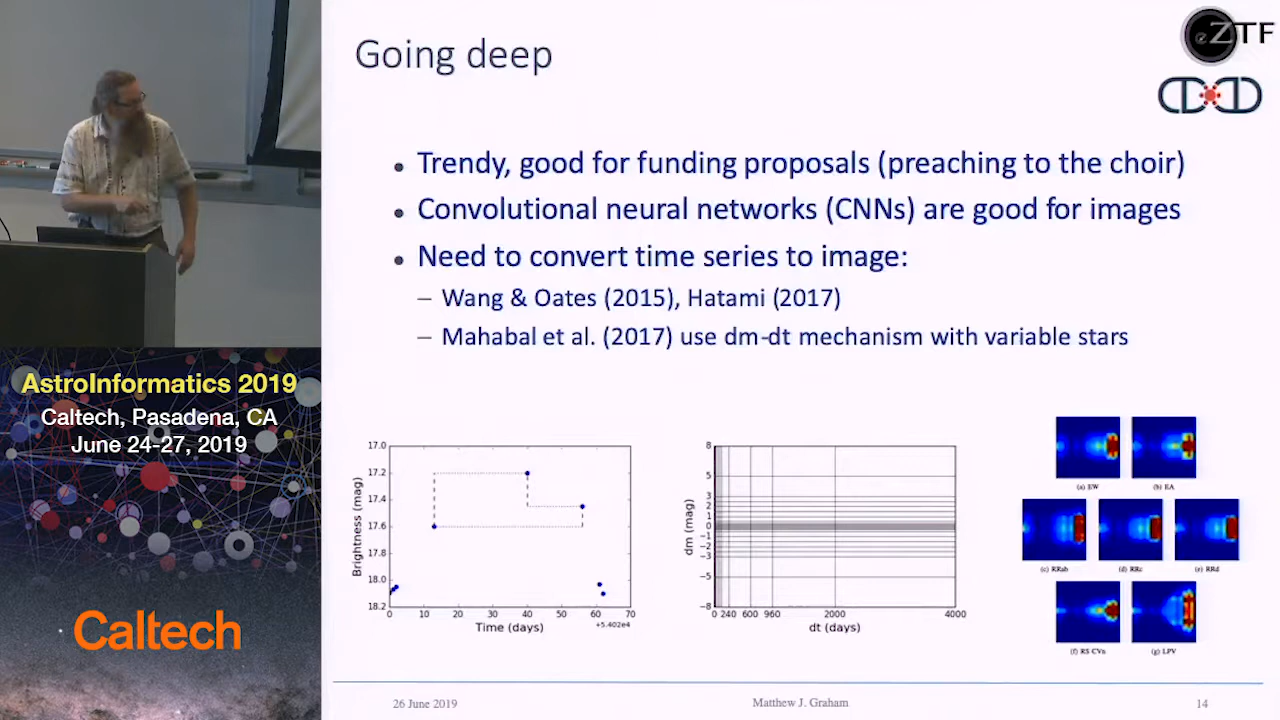 Going deep
ZTF
• Trendy, good for funding proposals (preaching to the choir)
• Convolutional neural networks (CNNs) are good for images
• Need to convert time series to image:
– Wang & Oates (2015), Hatami (2017)
– Mahabal et al. (2017) use dm-dt mechanism with variable stars
AstroInformatics 2019
Caltech, Pasadena, CA
June 24-27, 2019
Caltech
Brightness (mag)
17.0
17.2
17.4
17.6
17.8
18.0
18.2
0 10 20 30 40 50 60 70
Time (days)
+5.402e4
dm (mag)
8
5
3
2
1
0
−1
−2
−3
−5
−8
0 240 600 960 2000 4000
dt (days)
(a) EW
(b) EA
(c) RRab
(d) RRc
(e) RRd
(f) RS CVn
(g) LPV
26 June 2019
Matthew J. Graham
14